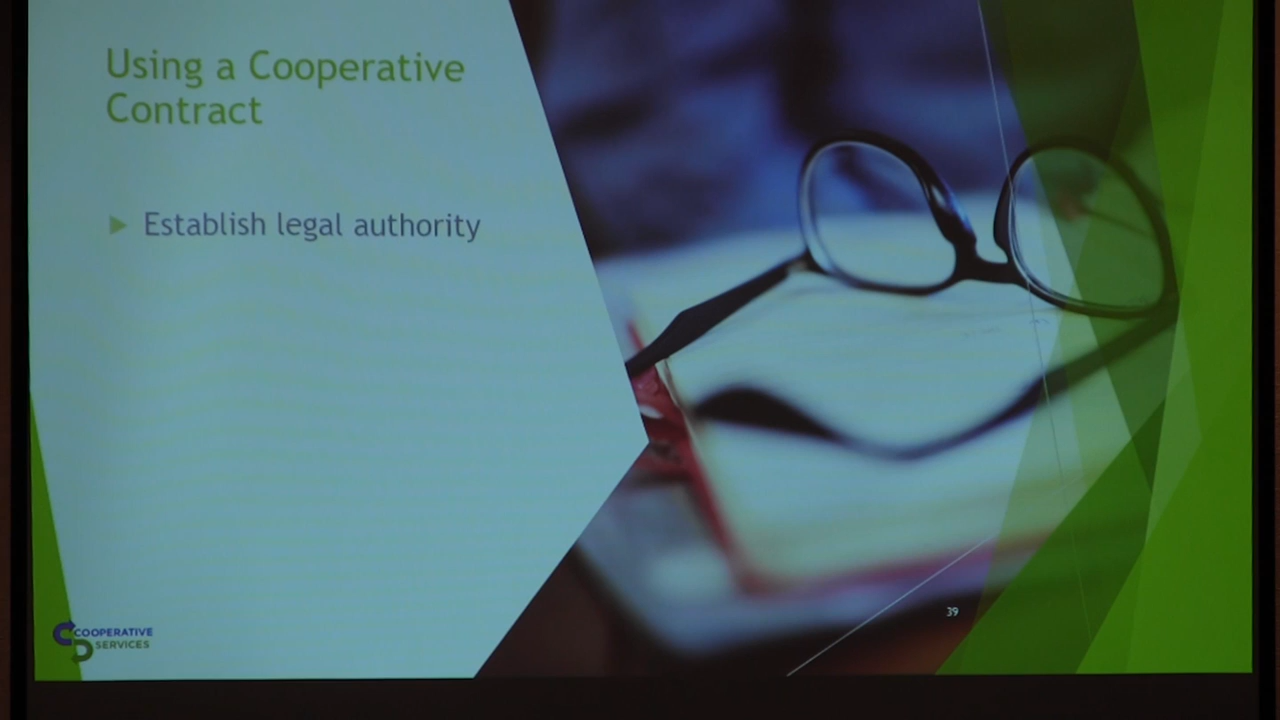 Using a Cooperative
Contract
Establish legal authority
COOPERATIVE
SERVICES
39